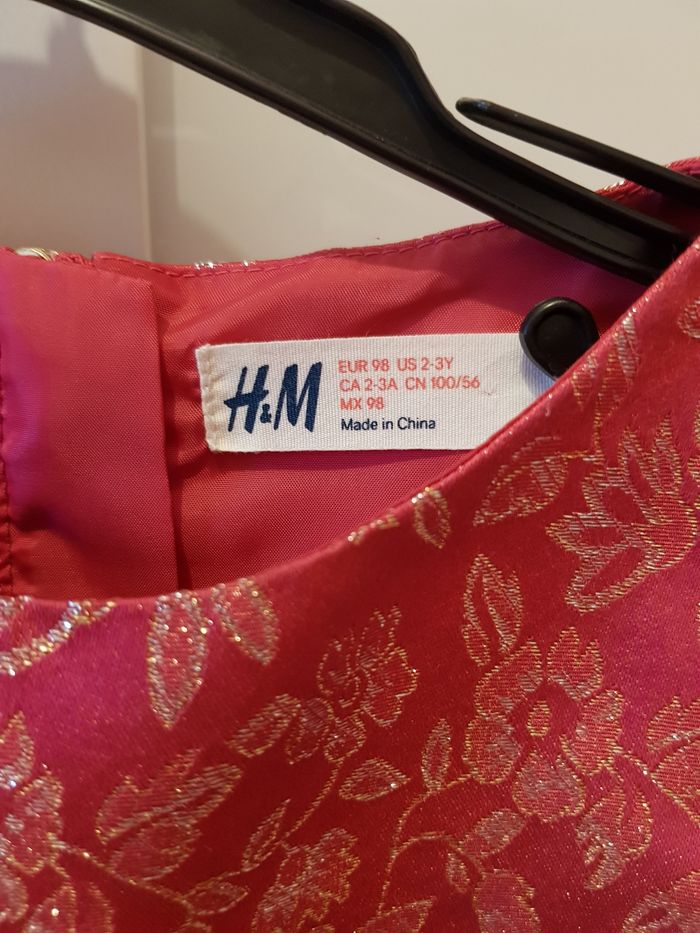 H&M
EUR 98 US 2-3Y
CA 2-3A CN 100/56
MX 98
Made in China